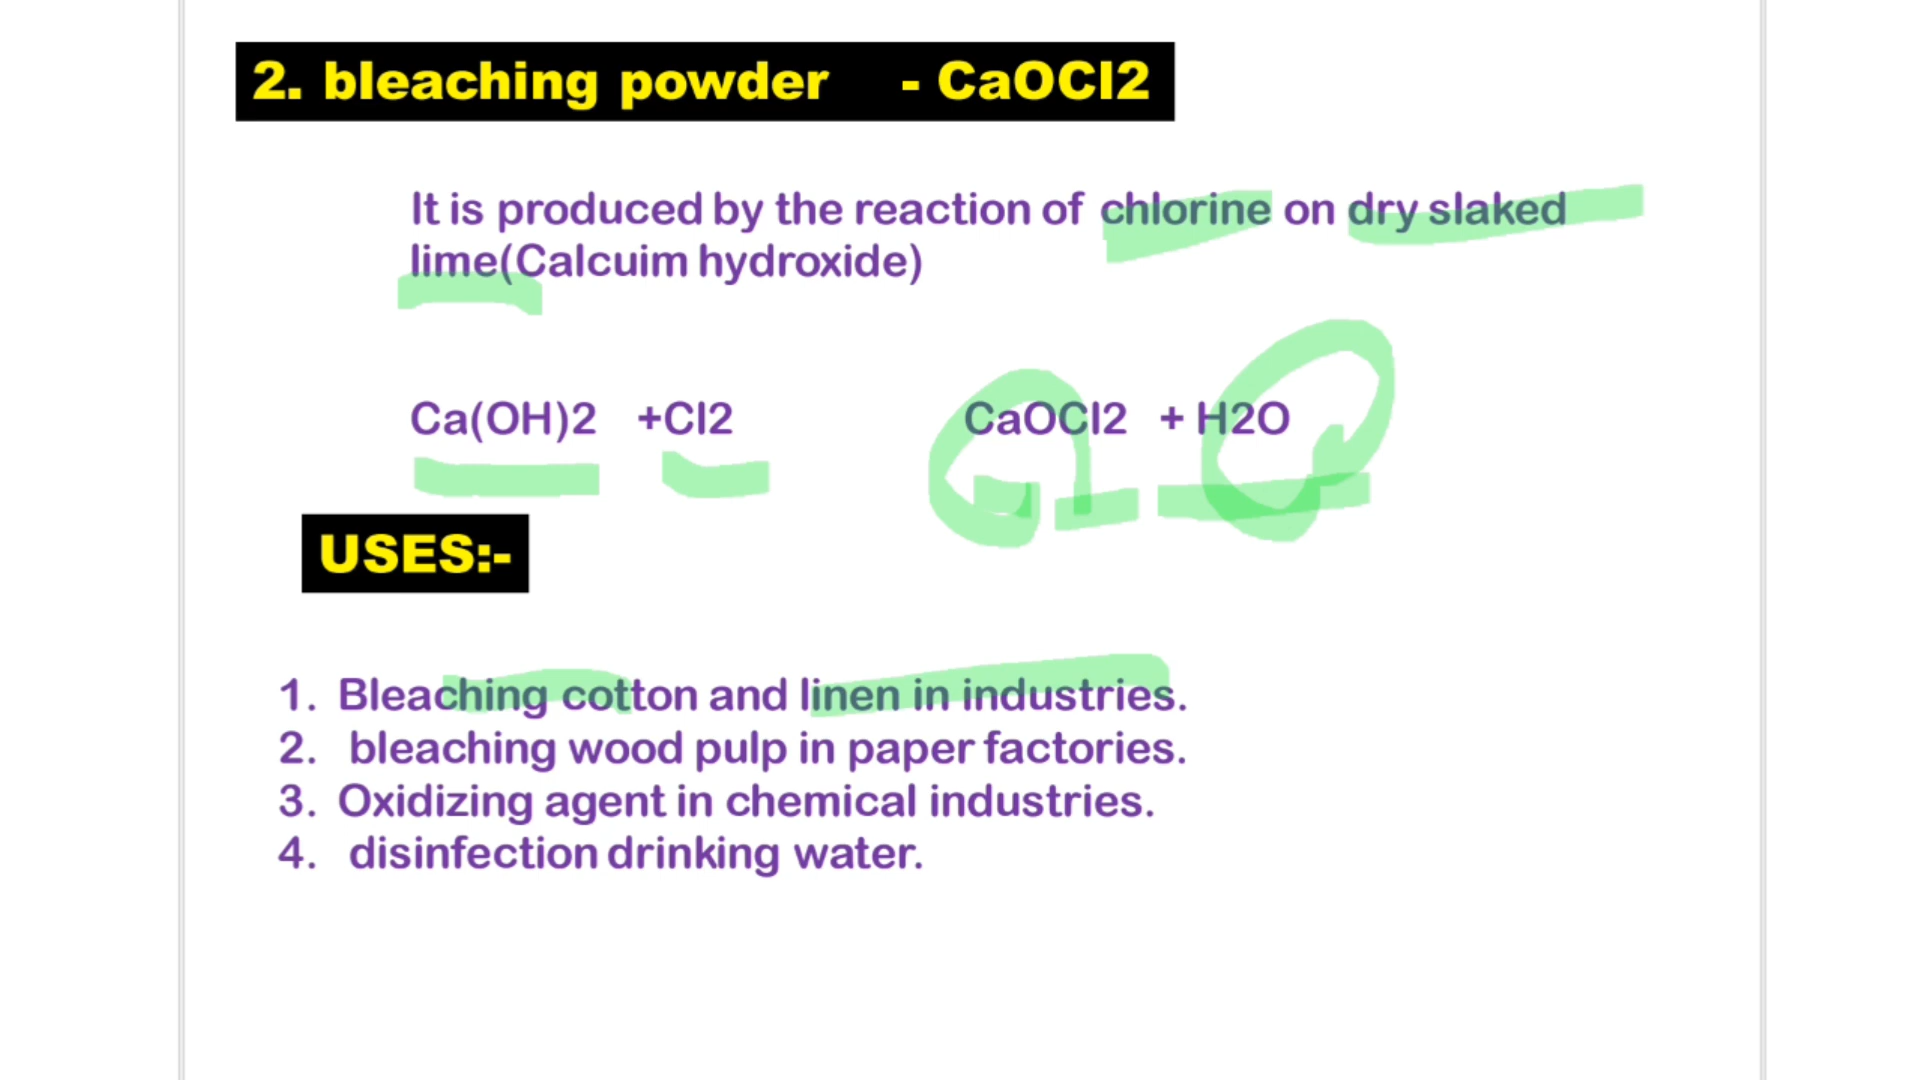 2. bleaching powder - CaOCl2
It is produced by the reaction of chlorine on dry slaked
lime(Calcuim hydroxide)
Ca(OH)2 +Cl2 CaOCl2 + H2O
USES:-
1. Bleaching cotton and linen in industries.
2. bleaching wood pulp in paper factories.
3. Oxidizing agent in chemical industries.
4. disinfection drinking water.